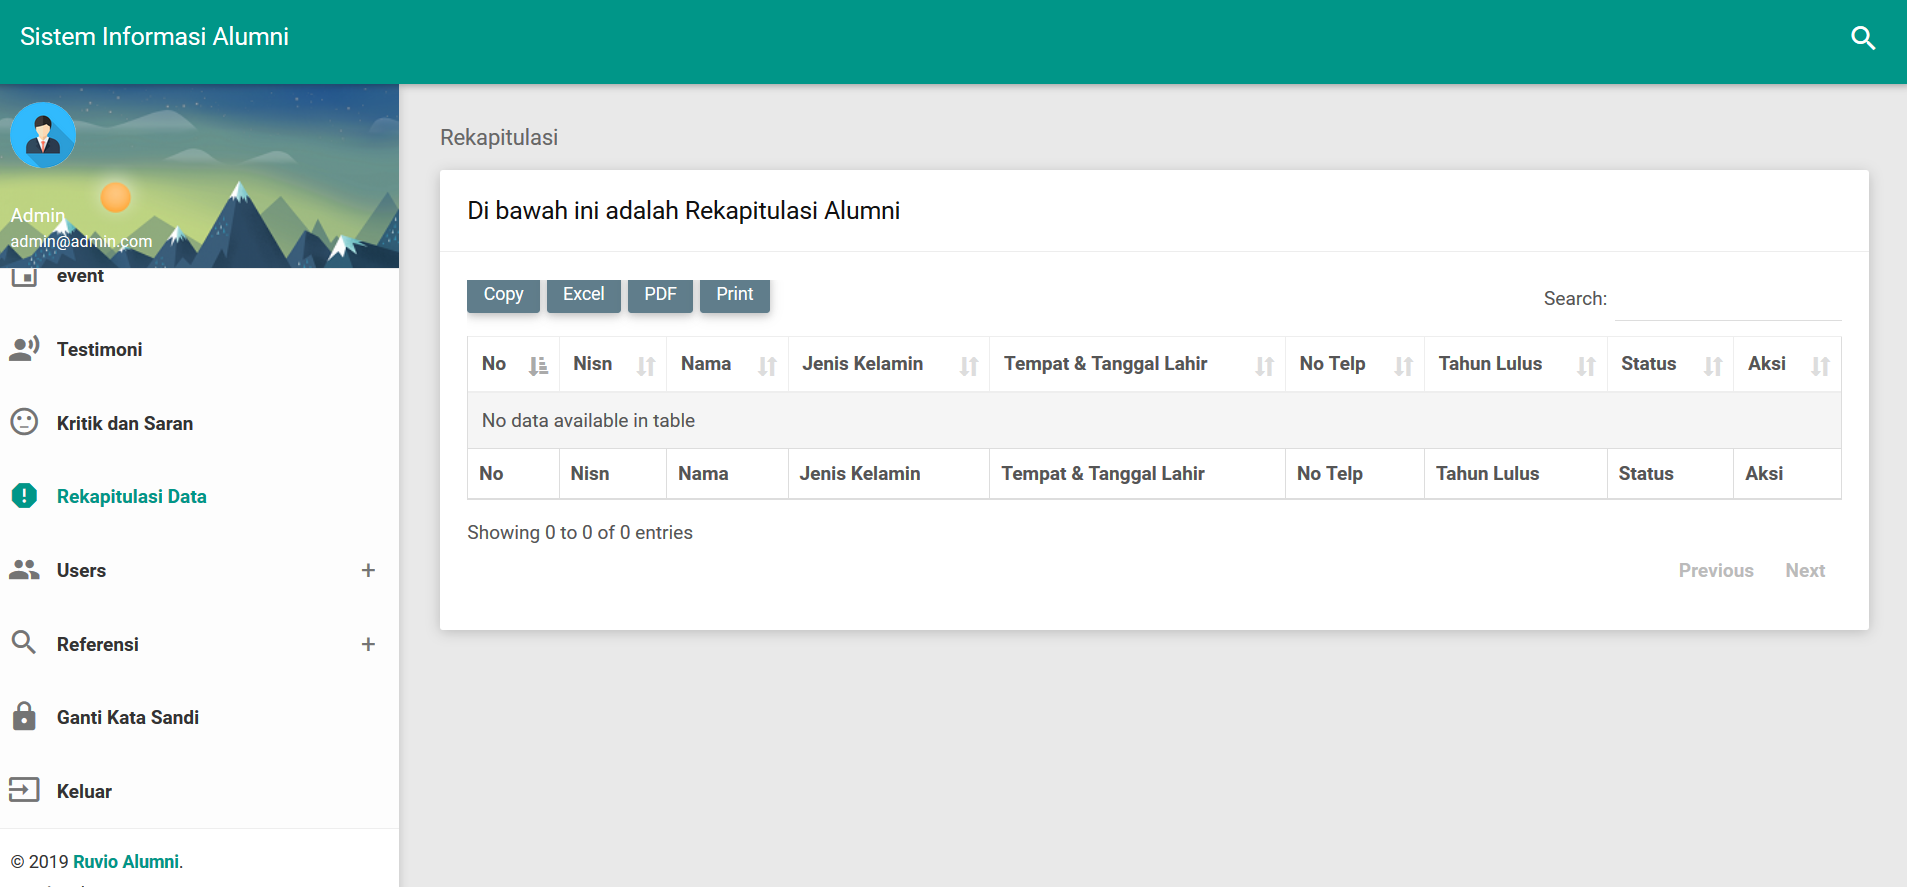 Sistem Informasi Alumni
Admin
admin@admin.com
event
Testimoni
Kritik dan Saran
Rekapitulasi Data
Users +
Referensi +
Ganti Kata Sandi
Keluar
© 2019 Ruvio Alumni.
Rekapitulasi
Di bawah ini adalah Rekapitulasi Alumni
Copy Excel PDF Print
Search:
No Nisn Nama Jenis Kelamin Tempat & Tanggal Lahir No Telp Tahun Lulus Status Aksi
No data available in table
No Nisn Nama Jenis Kelamin Tempat & Tanggal Lahir No Telp Tahun Lulus Status Aksi
Showing 0 to 0 of 0 entries
Previous Next